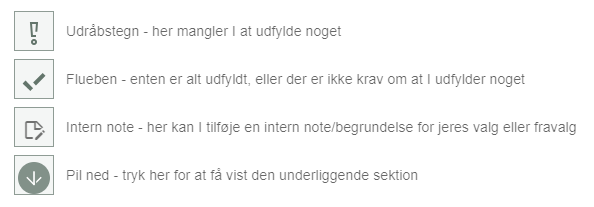 Udråbstegn - her mangler I at udfylde noget
Flueben - enten er alt udfyldt, eller der er ikke krav om at I udfylder noget
Intern note - her kan I tilføje en intern note/begrundelse for jeres valg eller fravalg
Pil ned - tryk her for at få vist den underliggende sektion